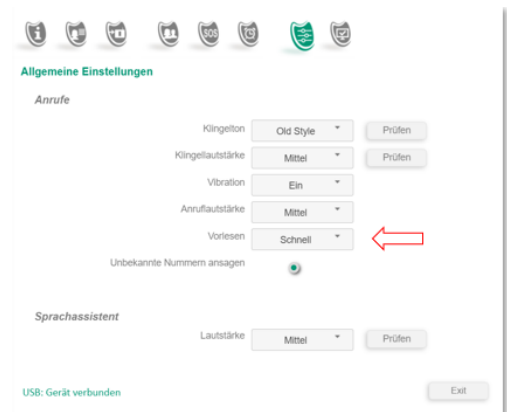 SOS
Allgemeine Einstellungen
Anrufe
Klingelton Old Style Prüfen
Klingellautstärke Mittel Prüfen
Vibration Ein
Anruflautstärke Mittel
Vorlesen Schnell
Unbekannte Nummern ansagen
Sprachassistent
Lautstärke Mittel Prüfen
USB: Gerät verbunden Exit